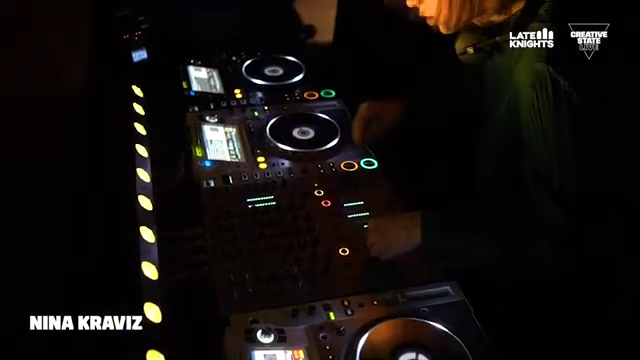 LATE
KNIGHTS
CREATIVE
STATE
LIVE
NINA KRAVIZ